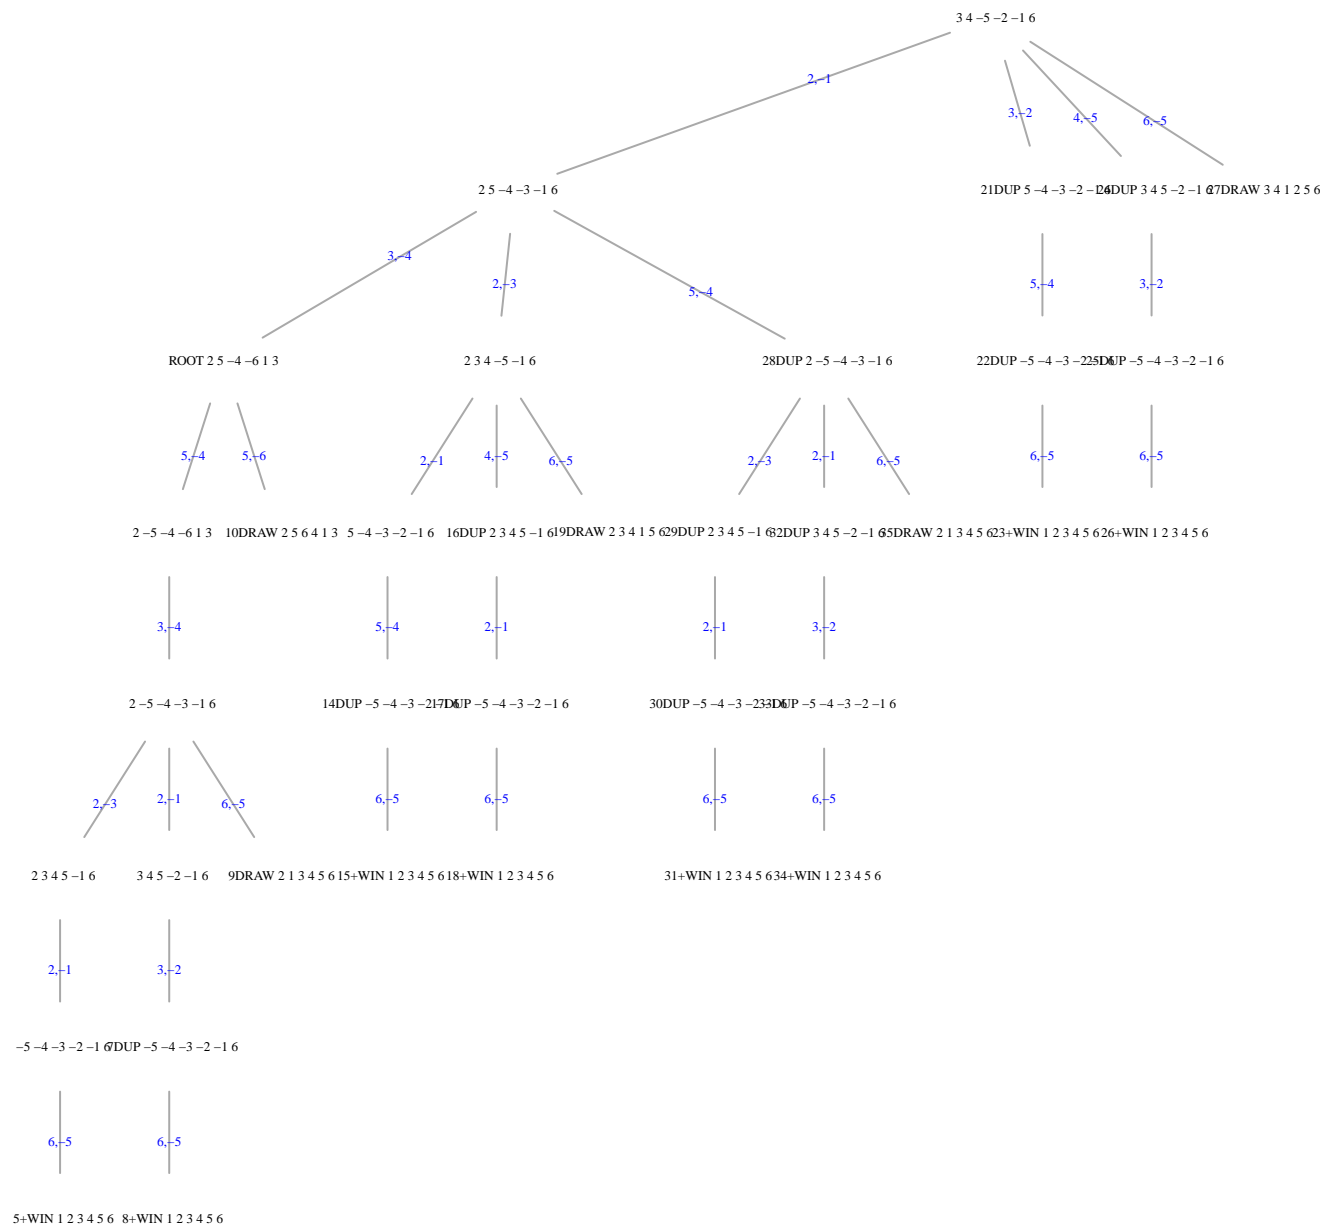 3 4 −5 −2 −1 6
2,−1
3,−2
4,−5
6,−5
2 5 −4 −3 −1 6
21DUP 5 −4 −3 −2 −1 6
24DUP 3 4 5 −2 −1 6
27DRAW 3 4 1 2 5 6
3,−4
2,−3
5,−4
5,−4
3,−2
ROOT 2 5 −4 −6 1 3
2 3 4 −5 −1 6
28DUP 2 −5 −4 −3 −1 6
22DUP −5 −4 −3 −2 −1 6
25DUP −5 −4 −3 −2 −1 6
5,−4
5,−6
2,−1
4,−5
6,−5
2,−3
2,−1
6,−5
6,−5
6,−5
2 −5 −4 −6 1 3
10DRAW 2 5 6 4 1 3
5 −4 −3 −2 −1 6
16DUP 2 3 4 5 −1 6
19DRAW 2 3 4 1 5 6
29DUP 2 3 4 5 −1 6
32DUP 3 4 5 −2 −1 6
35DRAW 2 1 3 4 5 6
23+WIN 1 2 3 4 5 6
26+WIN 1 2 3 4 5 6
3,−4
5,−4
2,−1
2,−1
3,−2
2 −5 −4 −3 −1 6
14DUP −5 −4 −3 −2 −1 6
17DUP −5 −4 −3 −2 −1 6
30DUP −5 −4 −3 −2 −1 6
33DUP −5 −4 −3 −2 −1 6
2,−3
2,−1
6,−5
6,−5
6,−5
6,−5
6,−5
2 3 4 5 −1 6
3 4 5 −2 −1 6
9DRAW 2 1 3 4 5 6
15+WIN 1 2 3 4 5 6
18+WIN 1 2 3 4 5 6
31+WIN 1 2 3 4 5 6
34+WIN 1 2 3 4 5 6
2,−1
3,−2
−5 −4 −3 −2 −1 6
7DUP −5 −4 −3 −2 −1 6
6,−5
6,−5
5+WIN 1 2 3 4 5 6
8+WIN 1 2 3 4 5 6